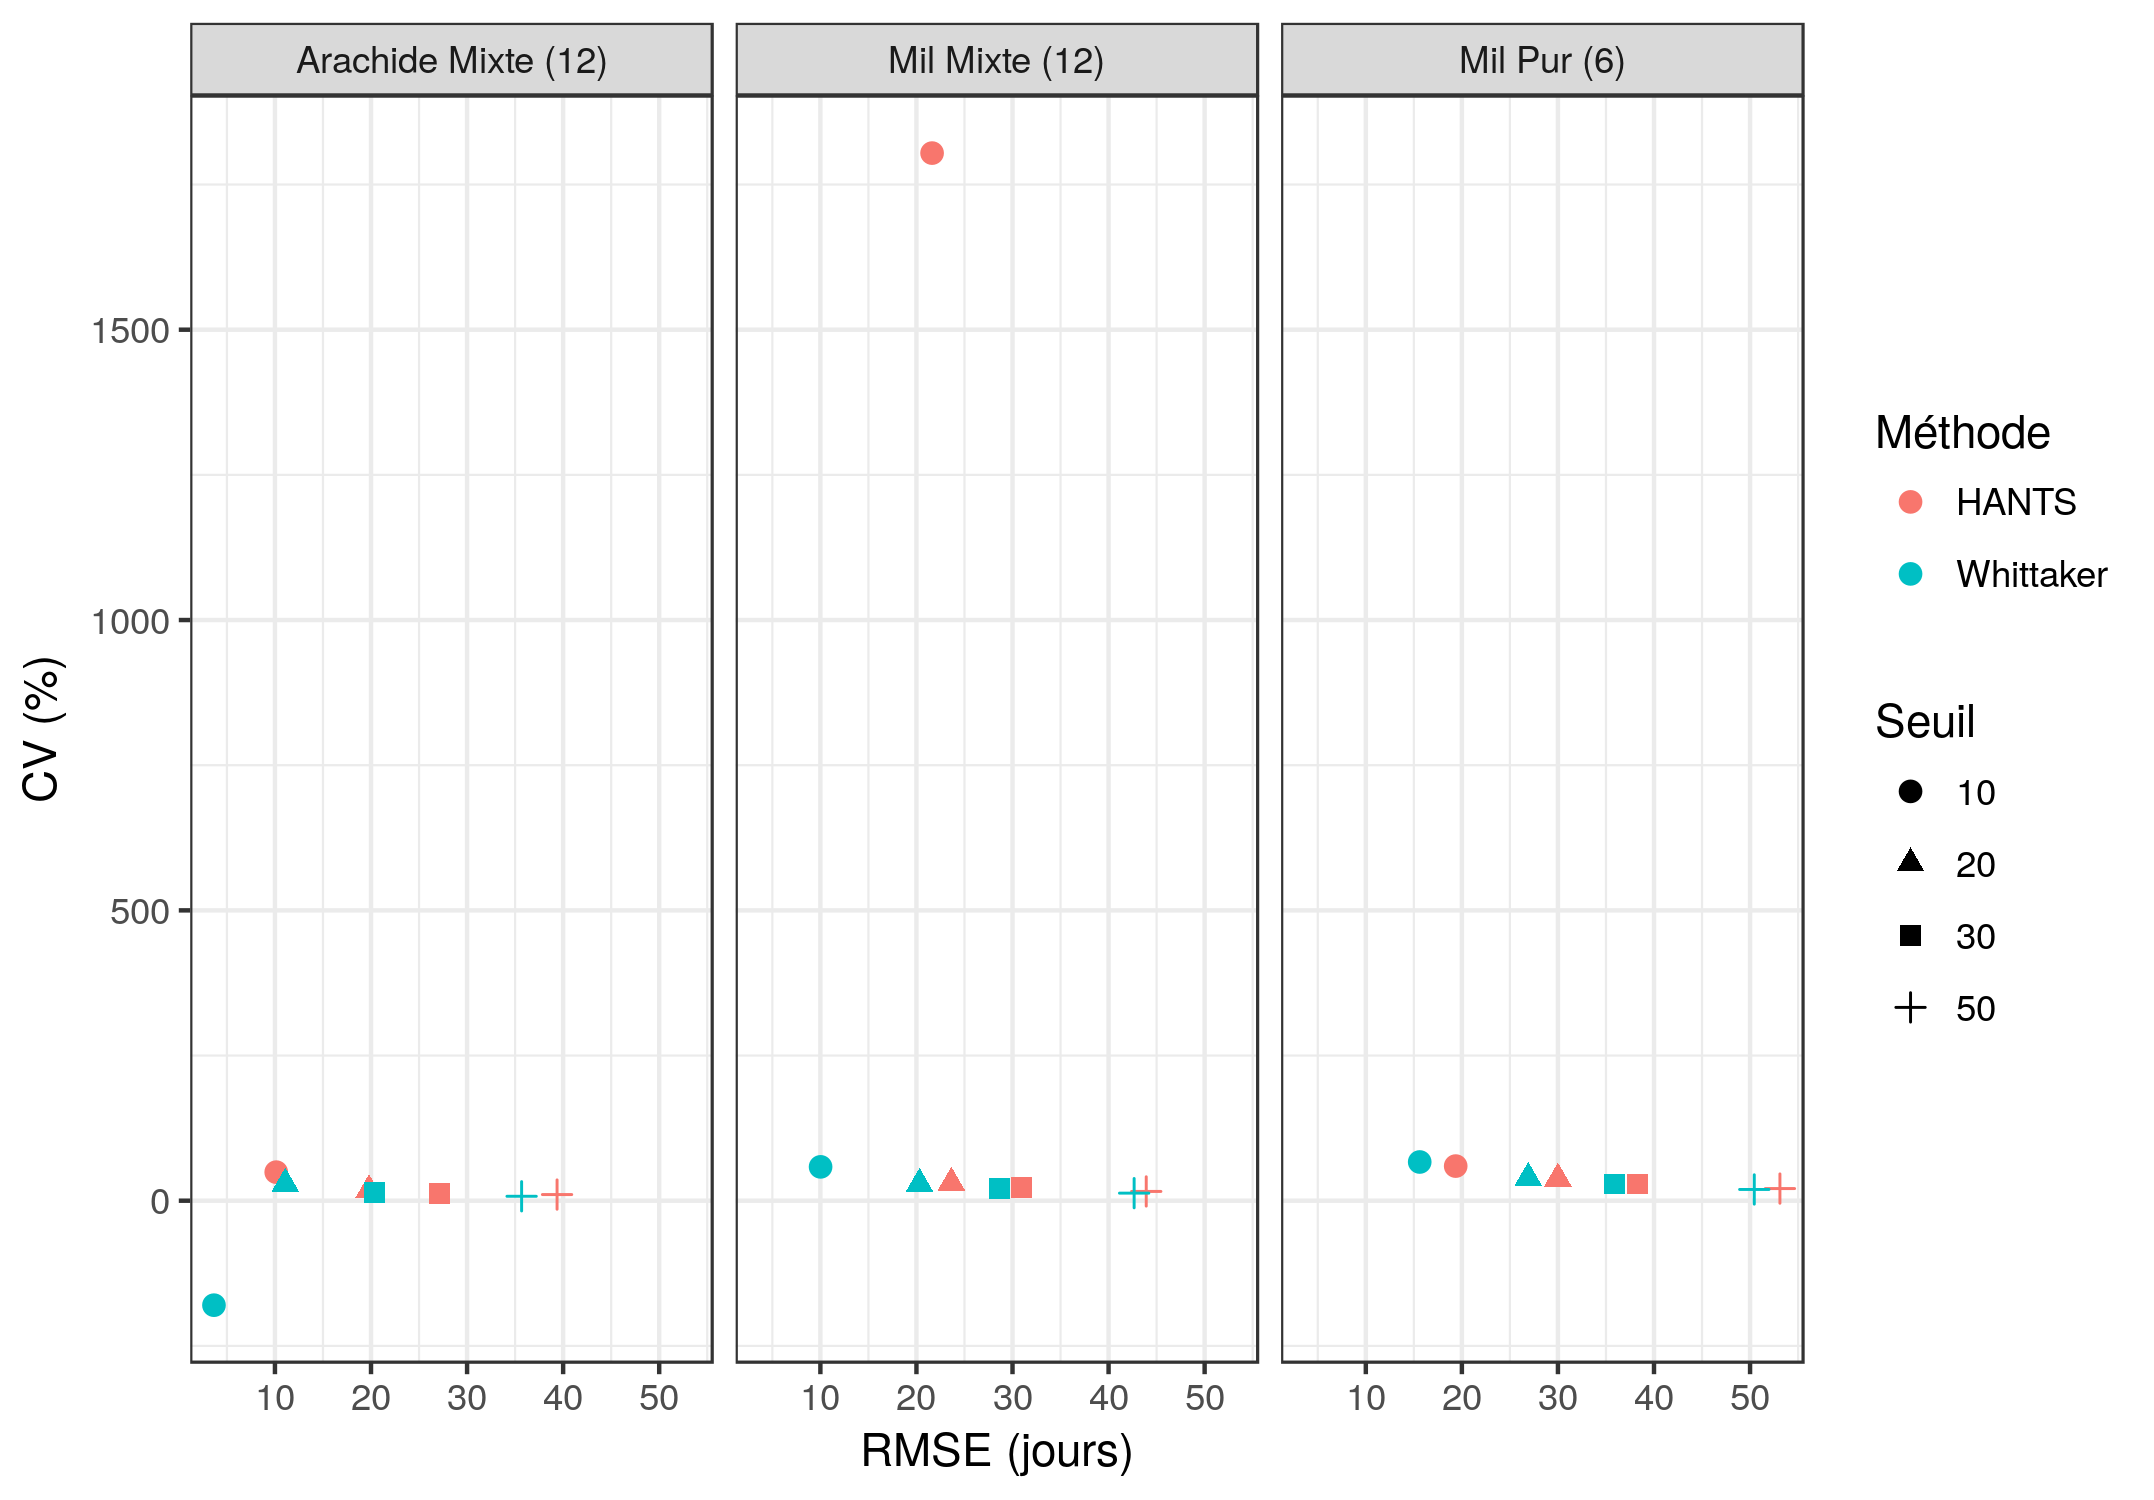 Arachide Mixte (12)
Mil Mixte (12)
Mil Pur (6)
CV (%)
1500
1000
500
0
10 20 30 40 50
10 20 30 40 50
10 20 30 40 50
RMSE (jours)
Méthode
HANTS
Whittaker
Seuil
10
20
30
50